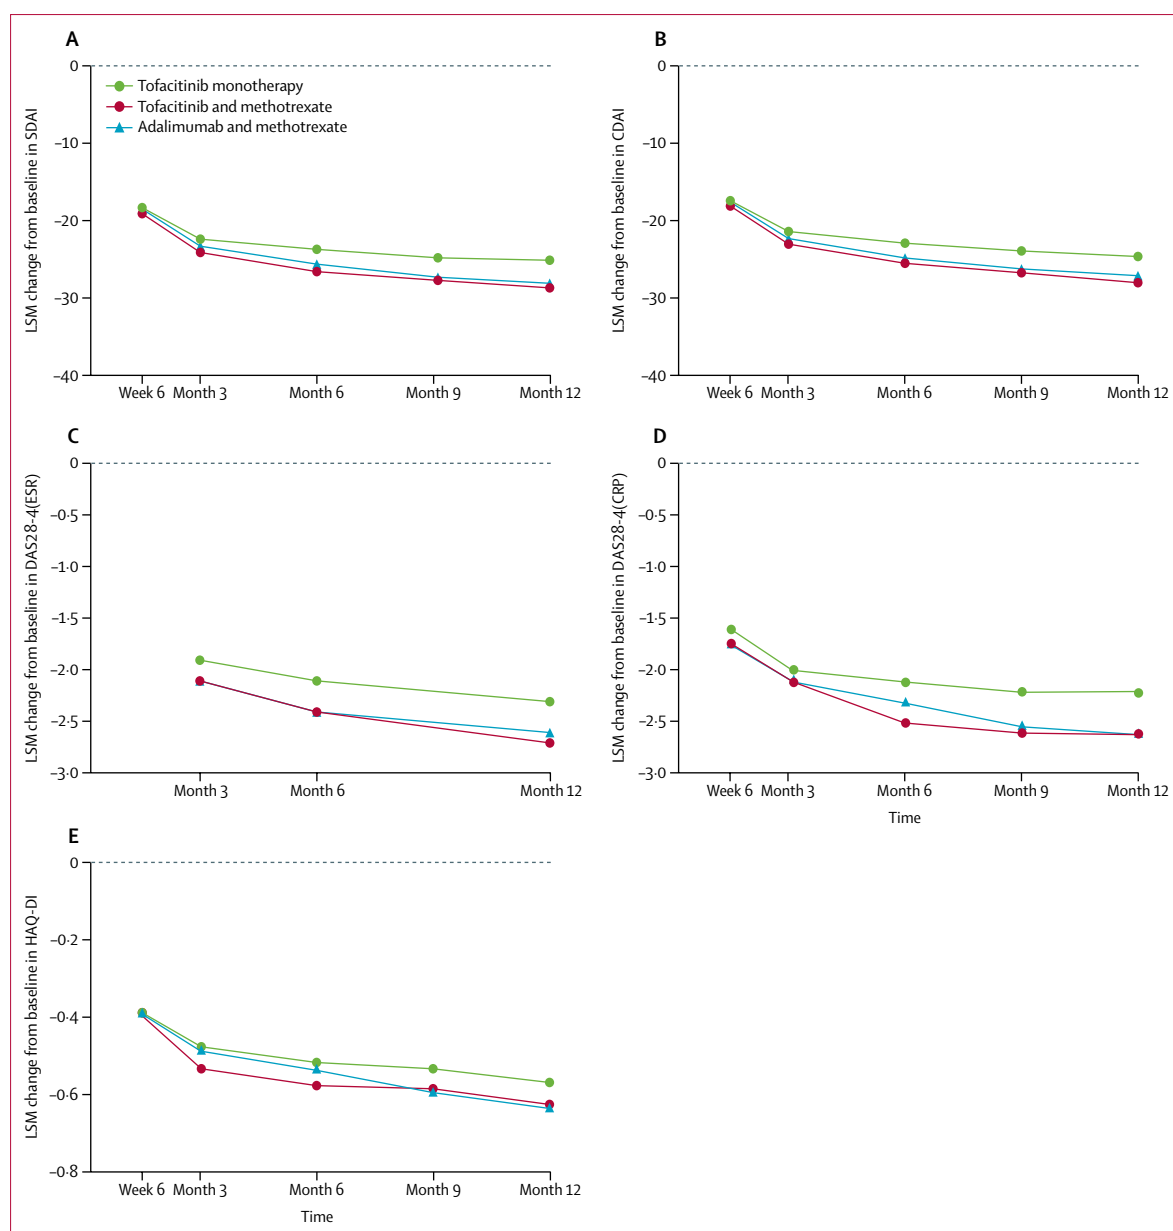 A
LSM change from baseline in SDAI
0
–10
–20
–30
–40
Tofacitinib monotherapy
Tofacitinib and methotrexate
Adalimumab and methotrexate
Week 6 Month 3 Month 6 Month 9 Month 12
B
LSM change from baseline in CDAI
0
–10
–20
–30
–40
Week 6 Month 3 Month 6 Month 9 Month 12
C
LSM change from baseline in DAS28-4(ESR)
0
–0·5
–1·0
–1·5
–2·0
–2·5
–3·0
Month 3 Month 6 Month 12
D
LSM change from baseline in DAS28-4(CRP)
0
–0·5
–1·0
–1·5
–2·0
–2·5
–3·0
Week 6 Month 3 Month 6 Month 9 Month 12
Time
E
LSM change from baseline in HAQ-DI
0
–0·2
–0·4
–0·6
–0·8
Week 6 Month 3 Month 6 Month 9 Month 12
Time